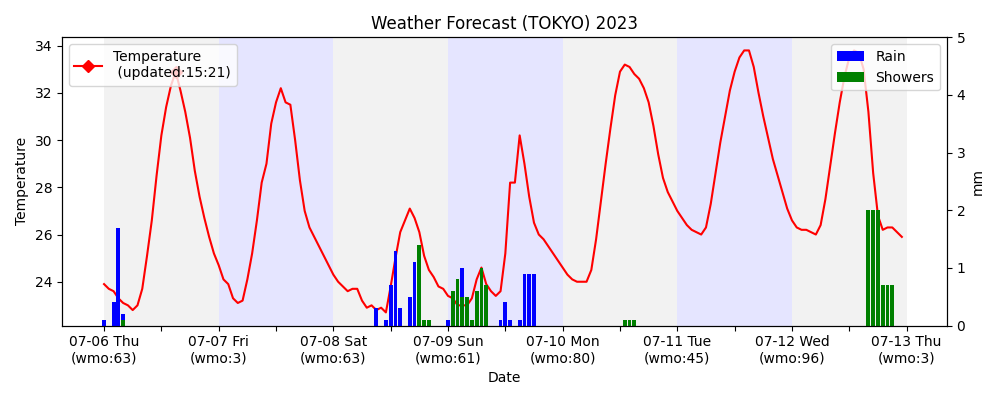 Weather Forecast (TOKYO) 2023
Temperature
(updated:15:21)
Rain
Showers
34
32
30
28
26
24
Temperature
5
4
3
2
1
0
mm
07-06 Thu
(wmo:63)
07-07 Fri
(wmo:3)
07-08 Sat
(wmo:63)
07-09 Sun
(wmo:61)
07-10 Mon
(wmo:80)
07-11 Tue
(wmo:45)
07-12 Wed
(wmo:96)
07-13 Thu
(wmo:3)
Date